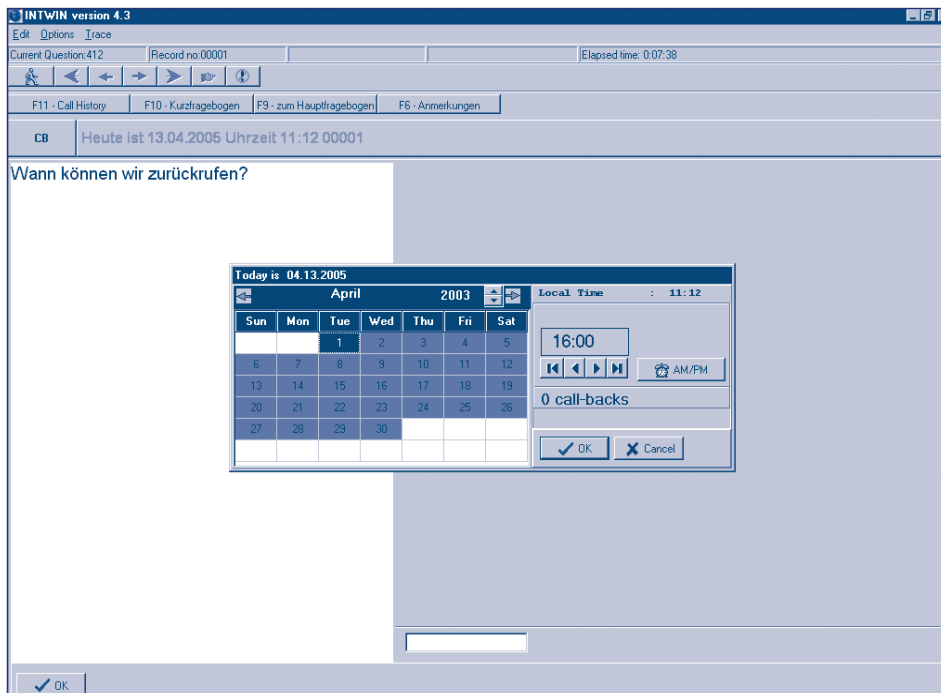 INTWIN version 4.3
Edit Options Trace
Current Question:412 Record no:00001 Elapsed time: 0:07:38
F11 - Call History F10 - Kurzfragebogen F9 - zum Hauptfragebogen F6 - Anmerkungen
CB Heute ist 13.04.2005 Uhrzeit 11:12 00001
Wann können wir zurückrufen?
Today is 04.13.2005
April 2003
Local Time : 11:12
Sun Mon Tue Wed Thu Fri Sat
1 2 3 4 5
6 7 8 9 10 11 12
13 14 15 16 17 18 19
20 21 22 23 24 25 26
27 28 29 30
16:00
AM/PM
0 call-backs
OK Cancel
OK